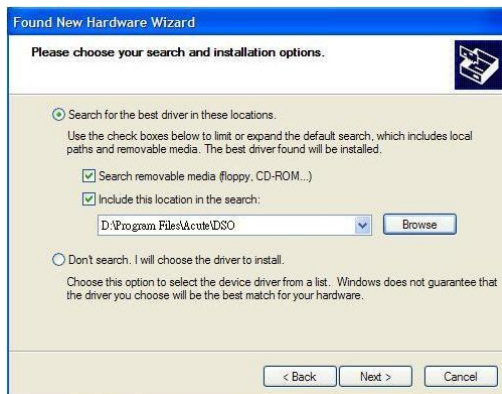 Found New Hardware Wizard
Please choose your search and installation options.
Search for the best driver in these locations.
Use the check boxes below to limit or expand the default search, which includes local
paths and removable media. The best driver found will be installed.
Search removable media (floppy, CD-ROM...)
Include this location in the search:
D:\Program Files\Acute\DSO
Browse
Don't search. I will choose the driver to install.
Choose this option to select the device driver from a list. Windows does not guarantee that
the driver you choose will be the best match for your hardware.
< Back Next > Cancel